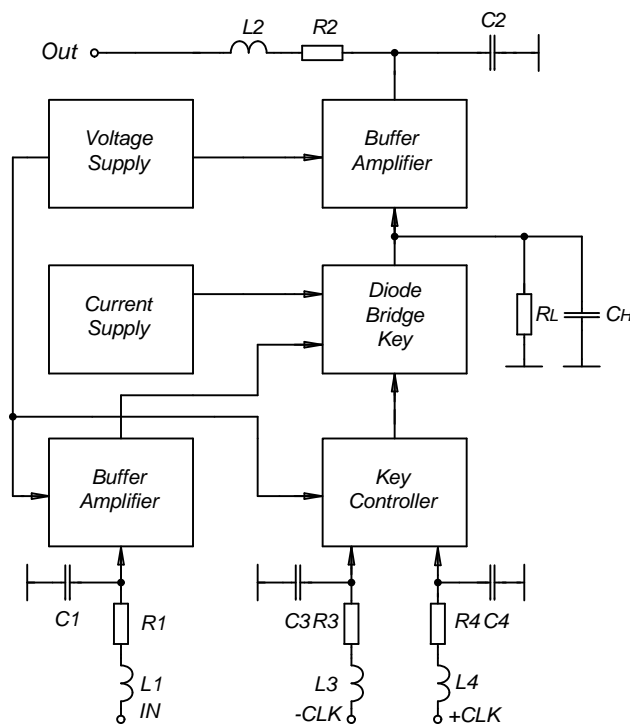 L2
R2
C2
Out
Voltage
Supply
Buffer
Amplifier
Current
Supply
Diode
Bridge
Key
RL
CH
Buffer
Amplifier
Key
Controller
C1
R1
C3 R3
R4 C4
L1
L3
L4
IN
-CLK
+CLK